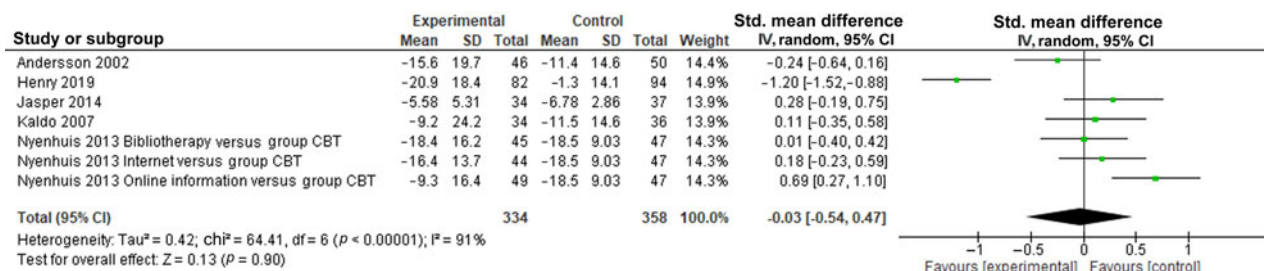 Experimental Control Std. mean difference Std. mean difference
Study or subgroup Mean SD Total Mean SD Total Weight IV, random, 95% CI IV, random, 95% CI
Andersson 2002 -15.6 19.7 46 -11.4 14.6 50 14.4% -0.24 [-0.64, 0.16]
Henry 2019 -20.9 18.4 82 -1.3 14.1 94 14.9% -1.20 [-1.52,-0.88]
Jasper 2014 -5.58 5.31 34 -6.78 2.86 37 13.9% 0.28 [-0.19, 0.75]
Kaldo 2007 -9.2 24.2 34 -11.5 14.6 36 13.9% 0.11 [-0.35, 0.58]
Nyenhuis 2013 Bibliotherapy versus group CBT -18.4 16.2 45 -18.5 9.03 47 14.3% 0.01 [-0.40, 0.42]
Nyenhuis 2013 Internet versus group CBT -16.4 13.7 44 -18.5 9.03 47 14.2% 0.18 [-0.23, 0.59]
Nyenhuis 2013 Online information versus group CBT -9.3 16.4 49 -18.5 9.03 47 14.3% 0.69 [0.27, 1.10]
Total (95% CI) 334 358 100.0% -0.03 [-0.54, 0.47]
Heterogeneity: Tau² = 0.42; chi² = 64.41, df = 6 (p < 0.00001); I² = 91%
Test for overall effect: Z = 0.13 (p = 0.90)
−1 −0.5 0 0.5 1
Favours [experimental] Favours [control]